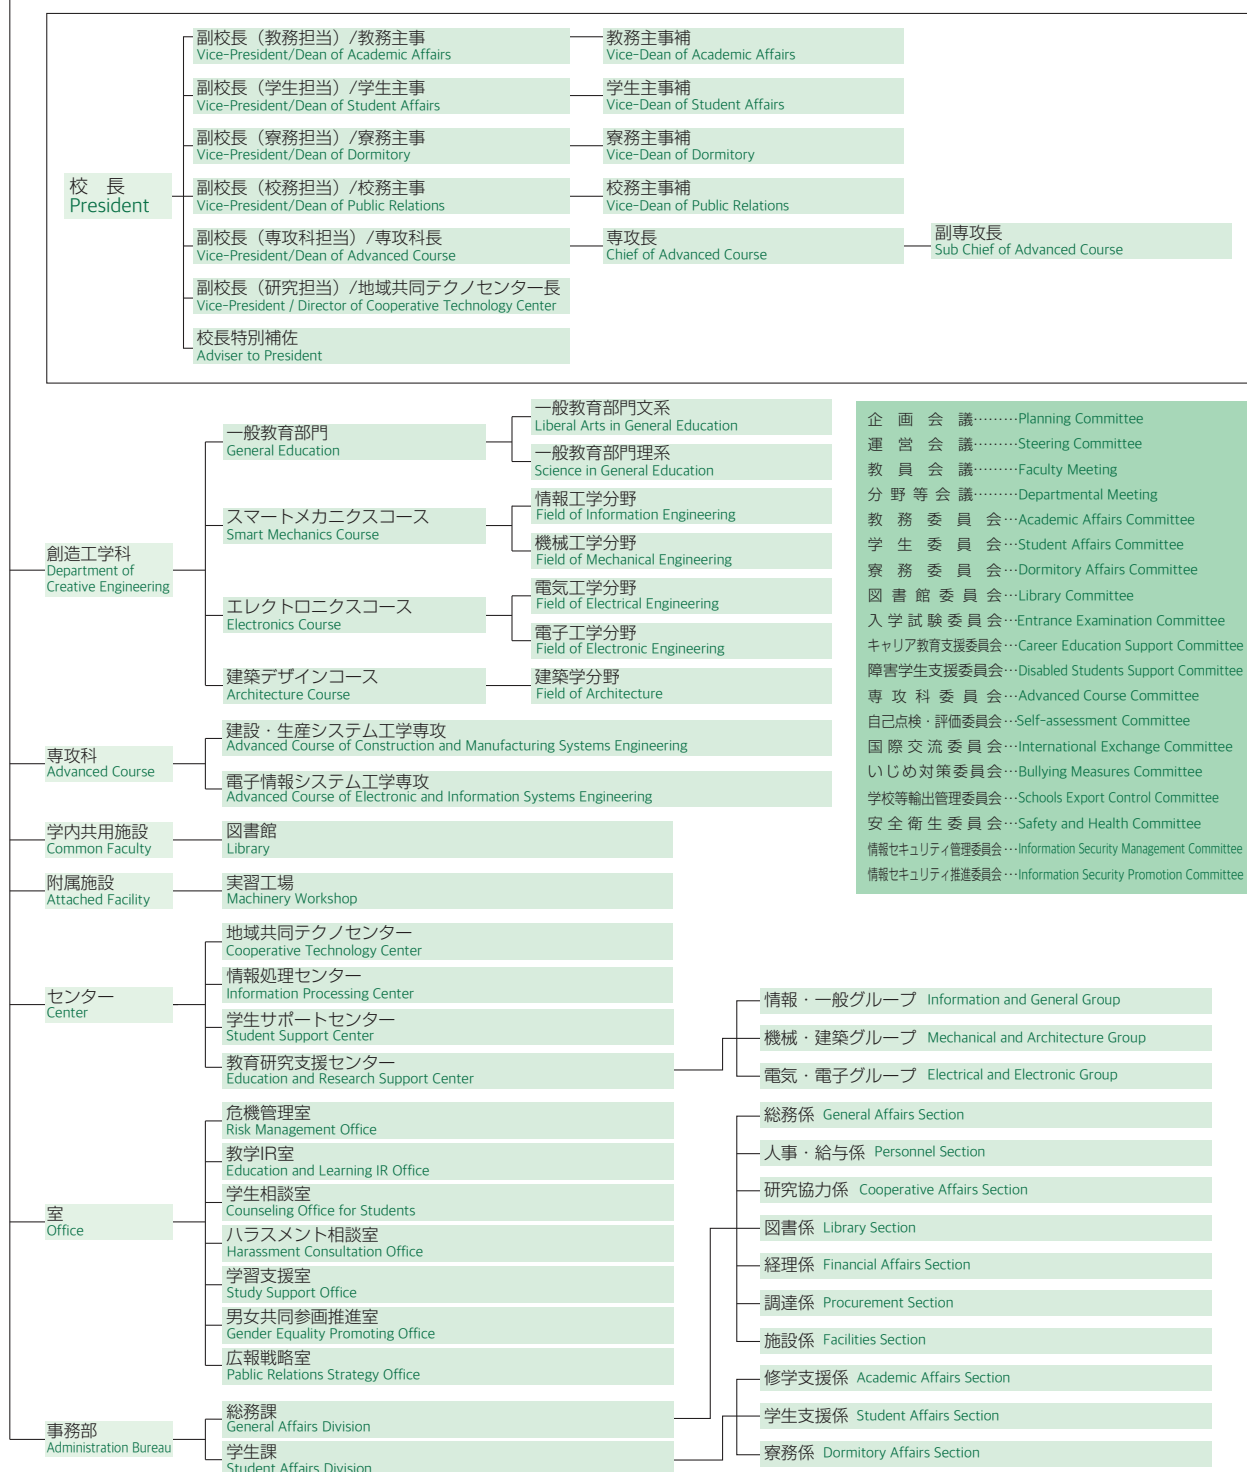 副校長（教務担当）/教務主事
Vice-President/Dean of Academic Affairs
教務主事補
Vice-Dean of Academic Affairs
副校長（学生担当）/学生主事
Vice-President/Dean of Student Affairs
学生主事補
Vice-Dean of Student Affairs
副校長（寮務担当）/寮務主事
Vice-President/Dean of Dormitory
寮務主事補
Vice-Dean of Dormitory
校　長
President
副校長（校務担当）/校務主事
Vice-President/Dean of Public Relations
校務主事補
Vice-Dean of Public Relations
副校長（専攻科担当）/専攻科長
Vice-President/Dean of Advanced Course
専攻長
Chief of Advanced Course
副専攻長
Sub Chief of Advanced Course
副校長（研究担当）/地域共同テクノセンター長
Vice-President / Director of Cooperative Technology Center
校長特別補佐
Adviser to President
創造工学科
Department of
Creative Engineering
一般教育部門
General Education
一般教育部門文系
Liberal Arts in General Education
一般教育部門理系
Science in General Education
スマートメカニクスコース
Smart Mechanics Course
情報工学分野
Field of Information Engineering
機械工学分野
Field of Mechanical Engineering
エレクトロニクスコース
Electronics Course
電気工学分野
Field of Electrical Engineering
電子工学分野
Field of Electronic Engineering
建築デザインコース
Architecture Course
建築学分野
Field of Architecture
専攻科
Advanced Course
建設・生産システム工学専攻
Advanced Course of Construction and Manufacturing Systems Engineering
電子情報システム工学専攻
Advanced Course of Electronic and Information Systems Engineering
学内共用施設
Common Faculty
図書館
Library
附属施設
Attached Facility
実習工場
Machinery Workshop
センター
Center
地域共同テクノセンター
Cooperative Technology Center
情報処理センター
Information Processing Center
学生サポートセンター
Student Support Center
教育研究支援センター
Education and Research Support Center
情報・一般グループ Information and General Group
機械・建築グループ Mechanical and Architecture Group
電気・電子グループ Electrical and Electronic Group
室
Office
危機管理室
Risk Management Office
教学IR室
Education and Learning IR Office
学生相談室
Counseling Office for Students
ハラスメント相談室
Harassment Consultation Office
学習支援室
Study Support Office
男女共同参画推進室
Gender Equality Promoting Office
広報戦略室
Pablic Relations Strategy Office
事務部
Administration Bureau
総務課
General Affairs Division
学生課
Student Affairs Division
総務係 General Affairs Section
人事・給与係 Personnel Section
研究協力係 Cooperative Affairs Section
図書係 Library Section
経理係 Financial Affairs Section
調達係 Procurement Section
施設係 Facilities Section
修学支援係 Academic Affairs Section
学生支援係 Student Affairs Section
寮務係 Dormitory Affairs Section
企　画　会　議………Planning Committee
運　営　会　議………Steering Committee
教　員　会　議………Faculty Meeting
分 野 等 会 議………Departmental Meeting
教　務　委　員　会…Academic Affairs Committee
学　生　委　員　会…Student Affairs Committee
寮　務　委　員　会…Dormitory Affairs Committee
図 書 館 委 員 会…Library Committee
入 学 試 験 委 員 会…Entrance Examination Committee
キャリア教育支援委員会…Career Education Support Committee
障害学生支援委員会…Disabled Students Support Committee
専 攻 科 委 員 会…Advanced Course Committee
自己点検・評価委員会…Self-assessment Committee
国 際 交 流 委 員 会…International Exchange Committee
いじめ対策委員会…Bullying Measures Committee
学校等輸出管理委員会…Schools Export Control Committee
安 全 衛 生 委 員 会…Safety and Health Committee
情報セキュリティ管理委員会…Information Security Management Committee
情報セキュリティ推進委員会…Information Security Promotion Committee